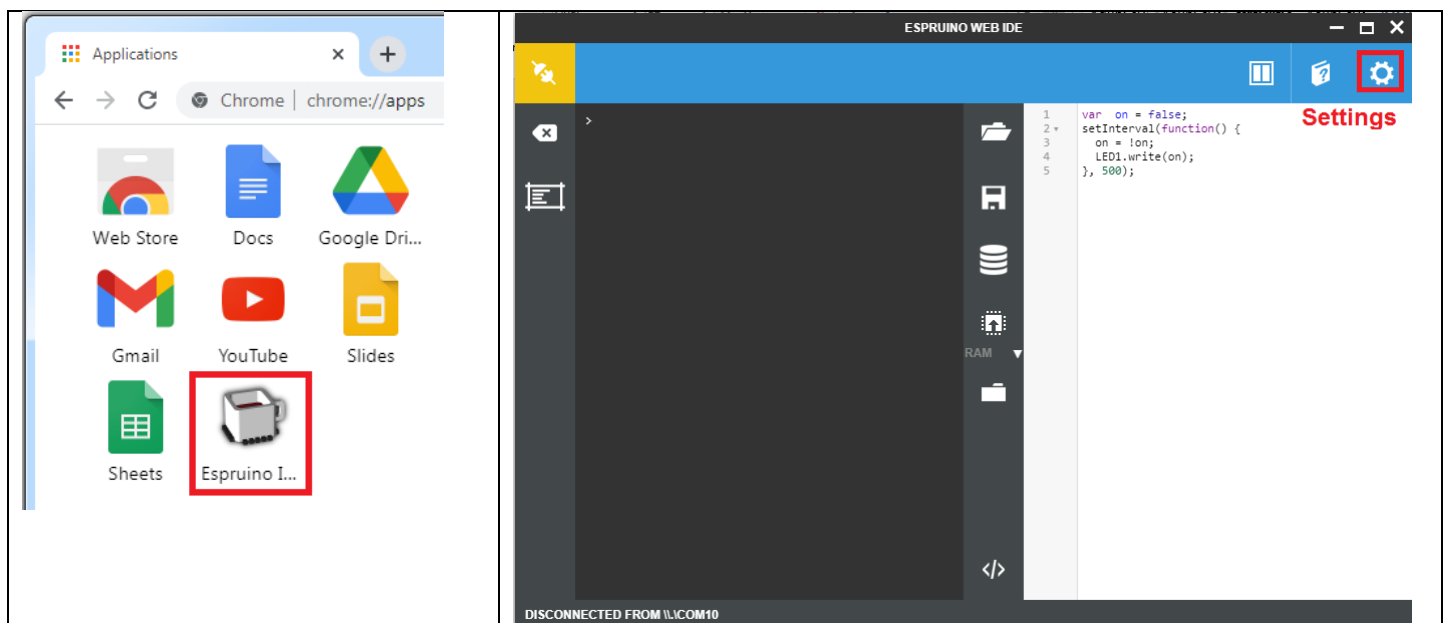 Applications
Chrome | chrome://apps
Web Store Docs Google Dri...
Gmail YouTube Slides
Sheets Espruino I...
ESPRUINO WEB IDE
Settings
>
1 var on = false;
2 setInterval(function() {
3 on = !on;
4 LED1.write(on);
5 }, 500);
RAM
</>
DISCONNECTED FROM \\.\COM10